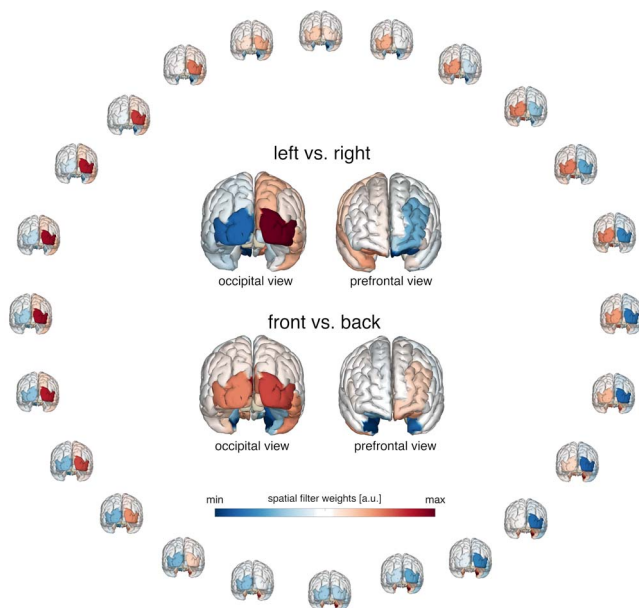 left vs. right
occipital view prefrontal view
front vs. back
occipital view prefrontal view
min spatial filter weights [a.u.] max